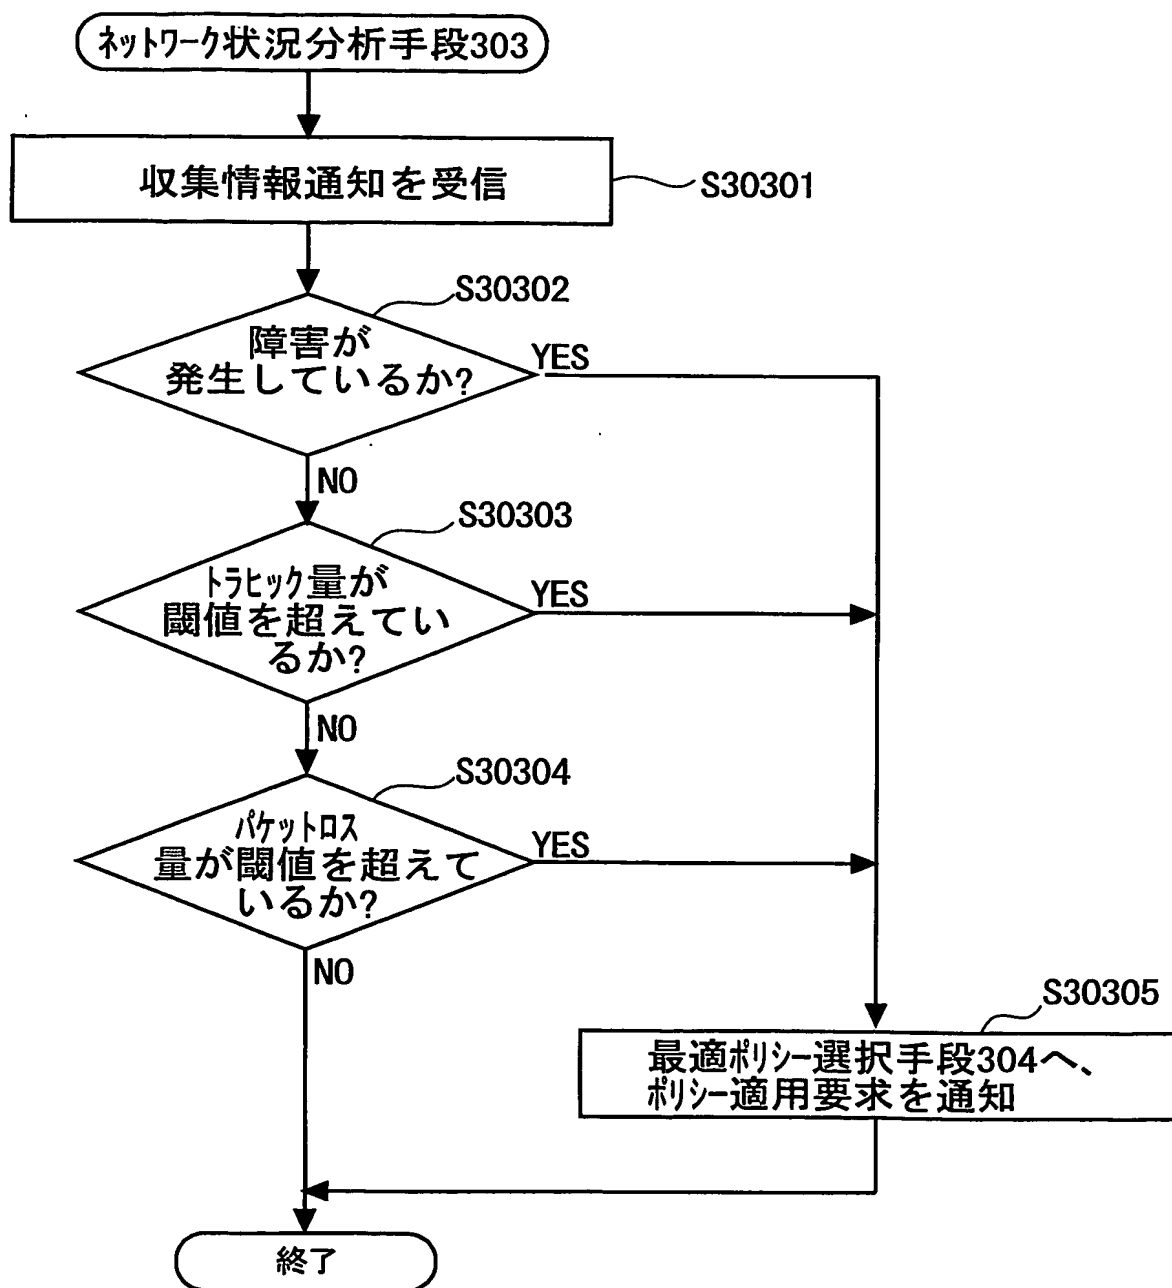 ネットワーク状況分析手段303
収集情報通知を受信
S30301
S30302
障害が
発生しているか?
YES
NO
S30303
トラヒック量が
閾値を超えてい
るか?
YES
NO
S30304
パケットロス
量が閾値を超えて
いるか?
YES
NO
S30305
最適ポリシー選択手段304へ、
ポリシー適用要求を通知
終了